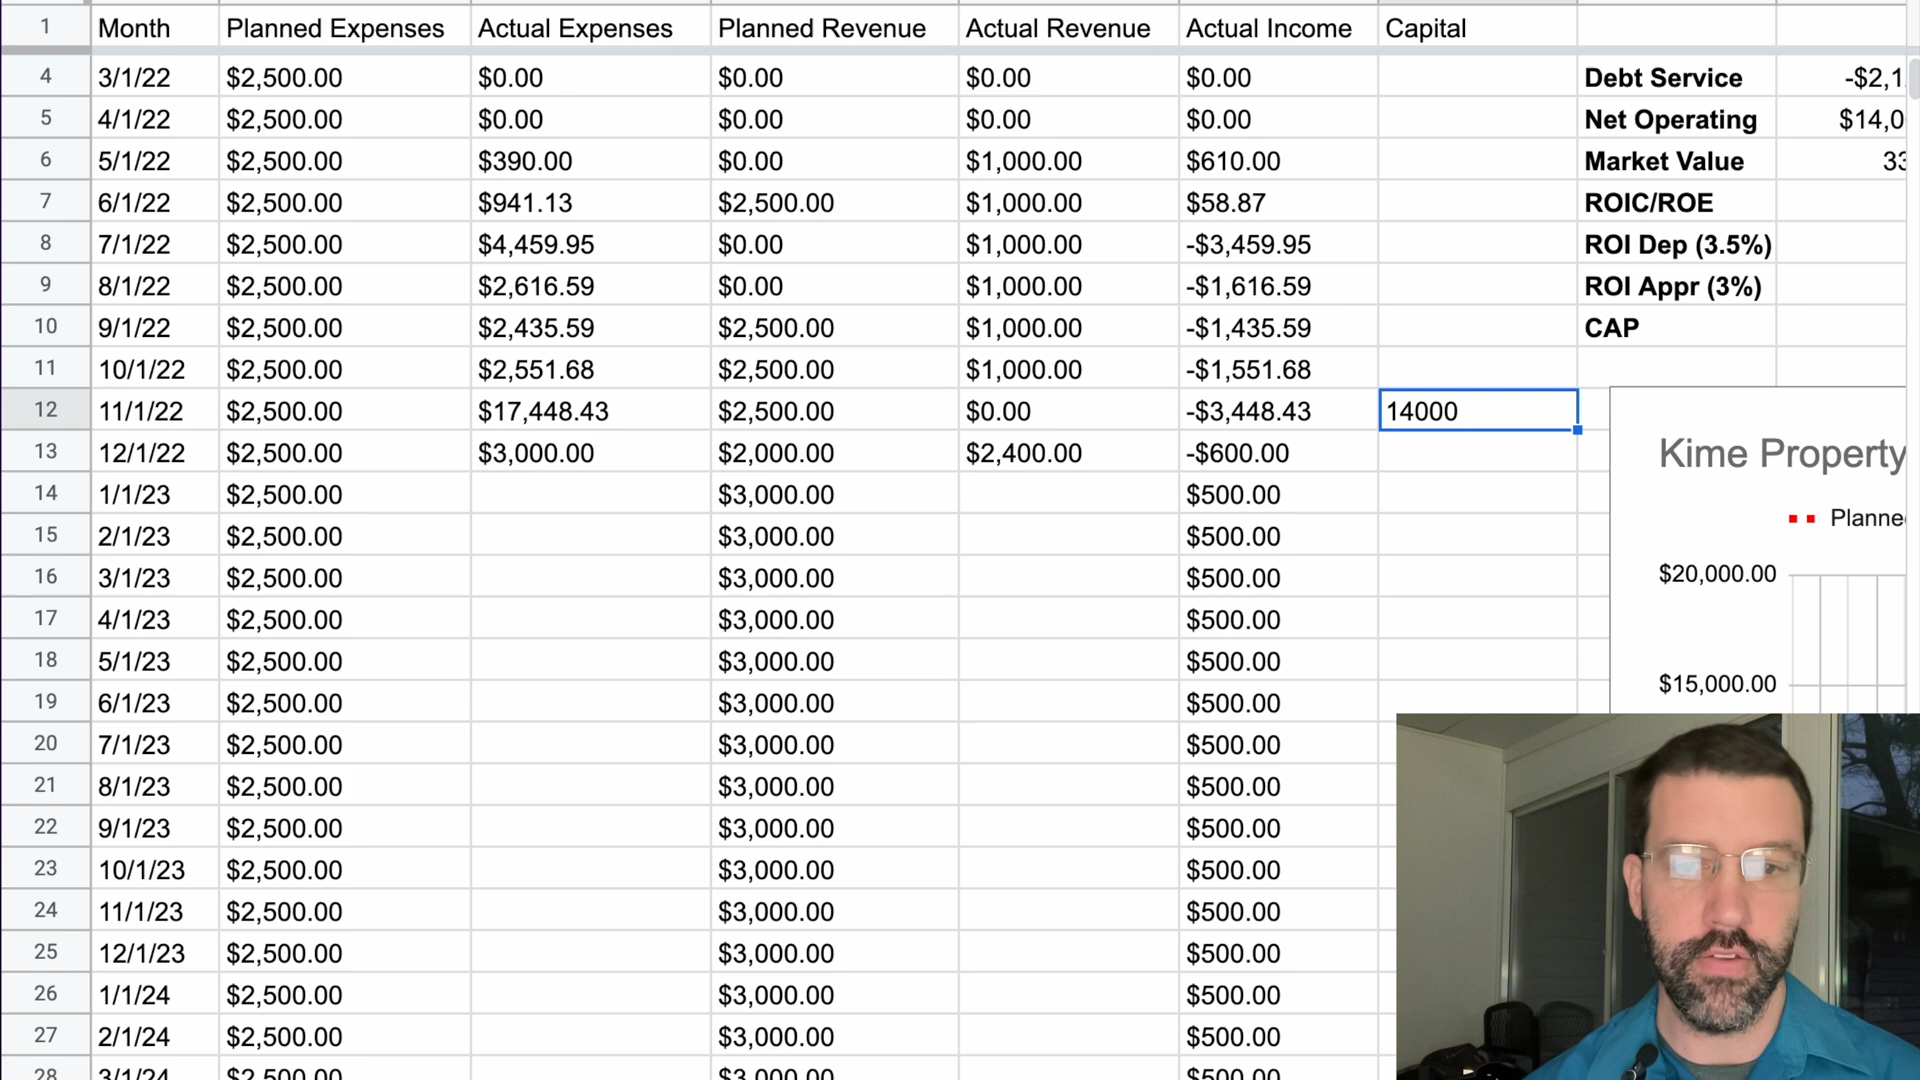 1 Month Planned Expenses Actual Expenses Planned Revenue Actual Revenue Actual Income Capital
4 3/1/22 $2,500.00 $0.00 $0.00 $0.00 $0.00 Debt Service -$2,1
5 4/1/22 $2,500.00 $0.00 $0.00 $0.00 $0.00 Net Operating $14,0
6 5/1/22 $2,500.00 $390.00 $0.00 $1,000.00 $610.00 Market Value 33
7 6/1/22 $2,500.00 $941.13 $2,500.00 $1,000.00 $58.87 ROIC/ROE
8 7/1/22 $2,500.00 $4,459.95 $0.00 $1,000.00 -$3,459.95 ROI Dep (3.5%)
9 8/1/22 $2,500.00 $2,616.59 $0.00 $1,000.00 -$1,616.59 ROI Appr (3%)
10 9/1/22 $2,500.00 $2,435.59 $2,500.00 $1,000.00 -$1,435.59 CAP
11 10/1/22 $2,500.00 $2,551.68 $2,500.00 $1,000.00 -$1,551.68
12 11/1/22 $2,500.00 $17,448.43 $2,500.00 $0.00 -$3,448.43 14000
13 12/1/22 $2,500.00 $3,000.00 $2,000.00 $2,400.00 -$600.00
Kime Property
14 1/1/23 $2,500.00 $3,000.00 $500.00
Planne
15 2/1/23 $2,500.00 $3,000.00 $500.00
16 3/1/23 $2,500.00 $3,000.00 $500.00 $20,000.00
17 4/1/23 $2,500.00 $3,000.00 $500.00
18 5/1/23 $2,500.00 $3,000.00 $500.00 $15,000.00
19 6/1/23 $2,500.00 $3,000.00 $500.00
20 7/1/23 $2,500.00 $3,000.00 $500.00
21 8/1/23 $2,500.00 $3,000.00 $500.00
22 9/1/23 $2,500.00 $3,000.00 $500.00
23 10/1/23 $2,500.00 $3,000.00 $500.00
24 11/1/23 $2,500.00 $3,000.00 $500.00
25 12/1/23 $2,500.00 $3,000.00 $500.00
26 1/1/24 $2,500.00 $3,000.00 $500.00
27 2/1/24 $2,500.00 $3,000.00 $500.00
28 3/1/24 $2,500.00 $3,000.00 $500.00